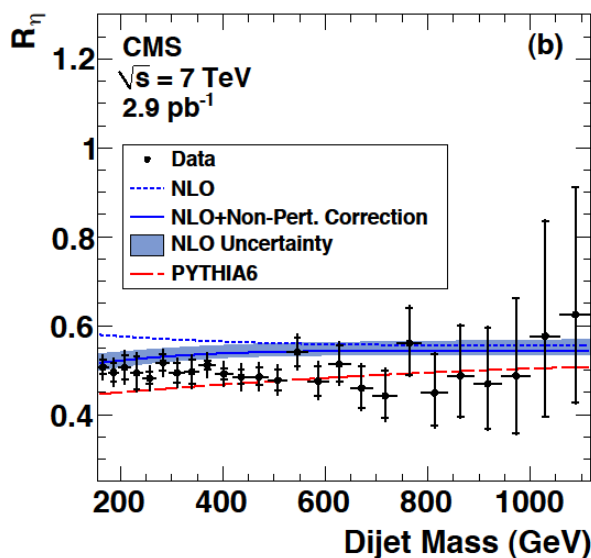 R_η
(b)
CMS
√s = 7 TeV
2.9 pb⁻¹
Data
NLO
NLO+Non-Pert. Correction
NLO Uncertainty
PYTHIA6
1.2
1
0.8
0.6
0.4
200 400 600 800 1000
Dijet Mass (GeV)